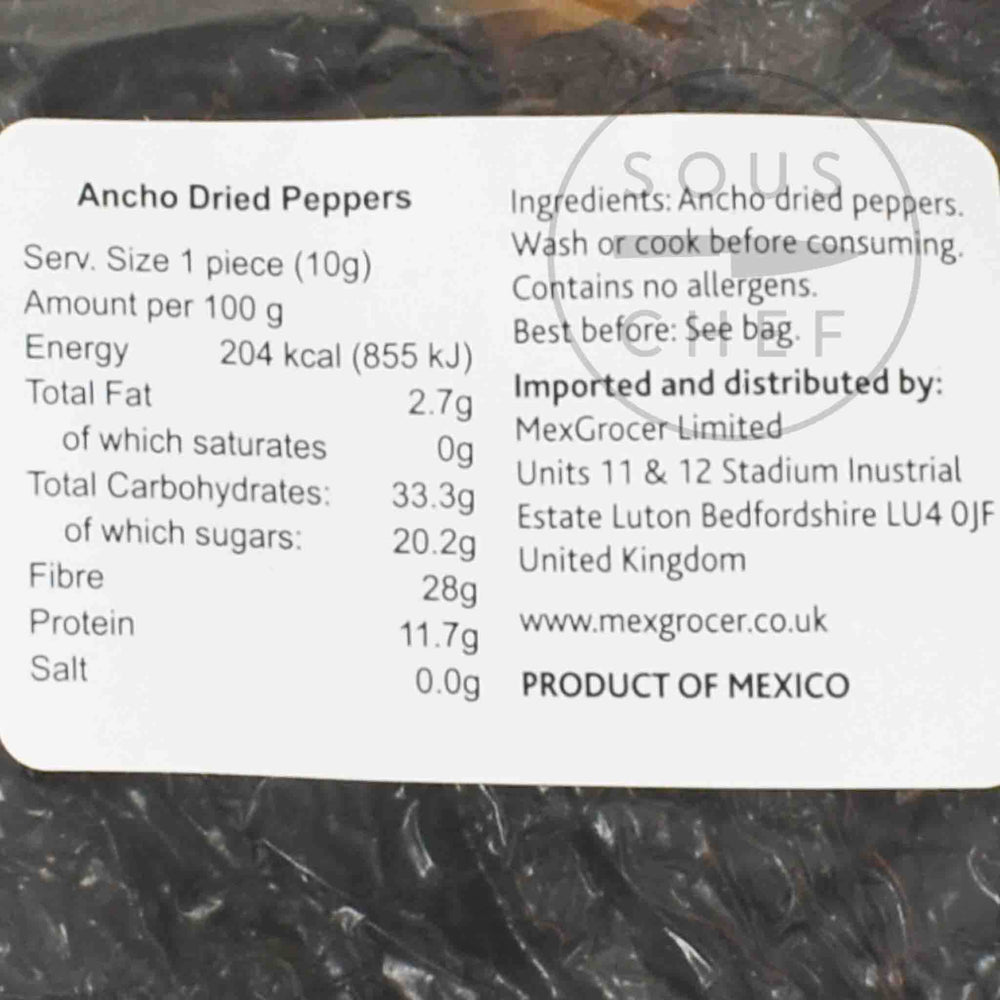 Ancho Dried Peppers
Serv. Size 1 piece (10g)
Amount per 100 g
Energy 204 kcal (855 kJ)
Total Fat 2.7g
of which saturates 0g
Total Carbohydrates: 33.3g
of which sugars: 20.2g
Fibre 28g
Protein 11.7g
Salt 0.0g
Ingredients: Ancho dried peppers.
Wash or cook before consuming.
Contains no allergens.
Best before: See bag.
Imported and distributed by:
MexGrocer Limited
Units 11 & 12 Stadium Inustrial
Estate Luton Bedfordshire LU4 0JF
United Kingdom
www.mexgrocer.co.uk
PRODUCT OF MEXICO
SOUS
CHEF